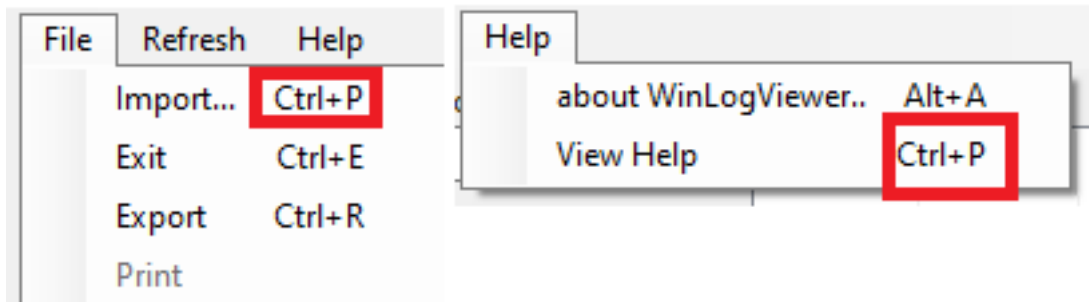 File Refresh Help
Import... Ctrl+P
Exit Ctrl+E
Export Ctrl+R
Print
Help
about WinLogViewer.. Alt+A
View Help Ctrl+P